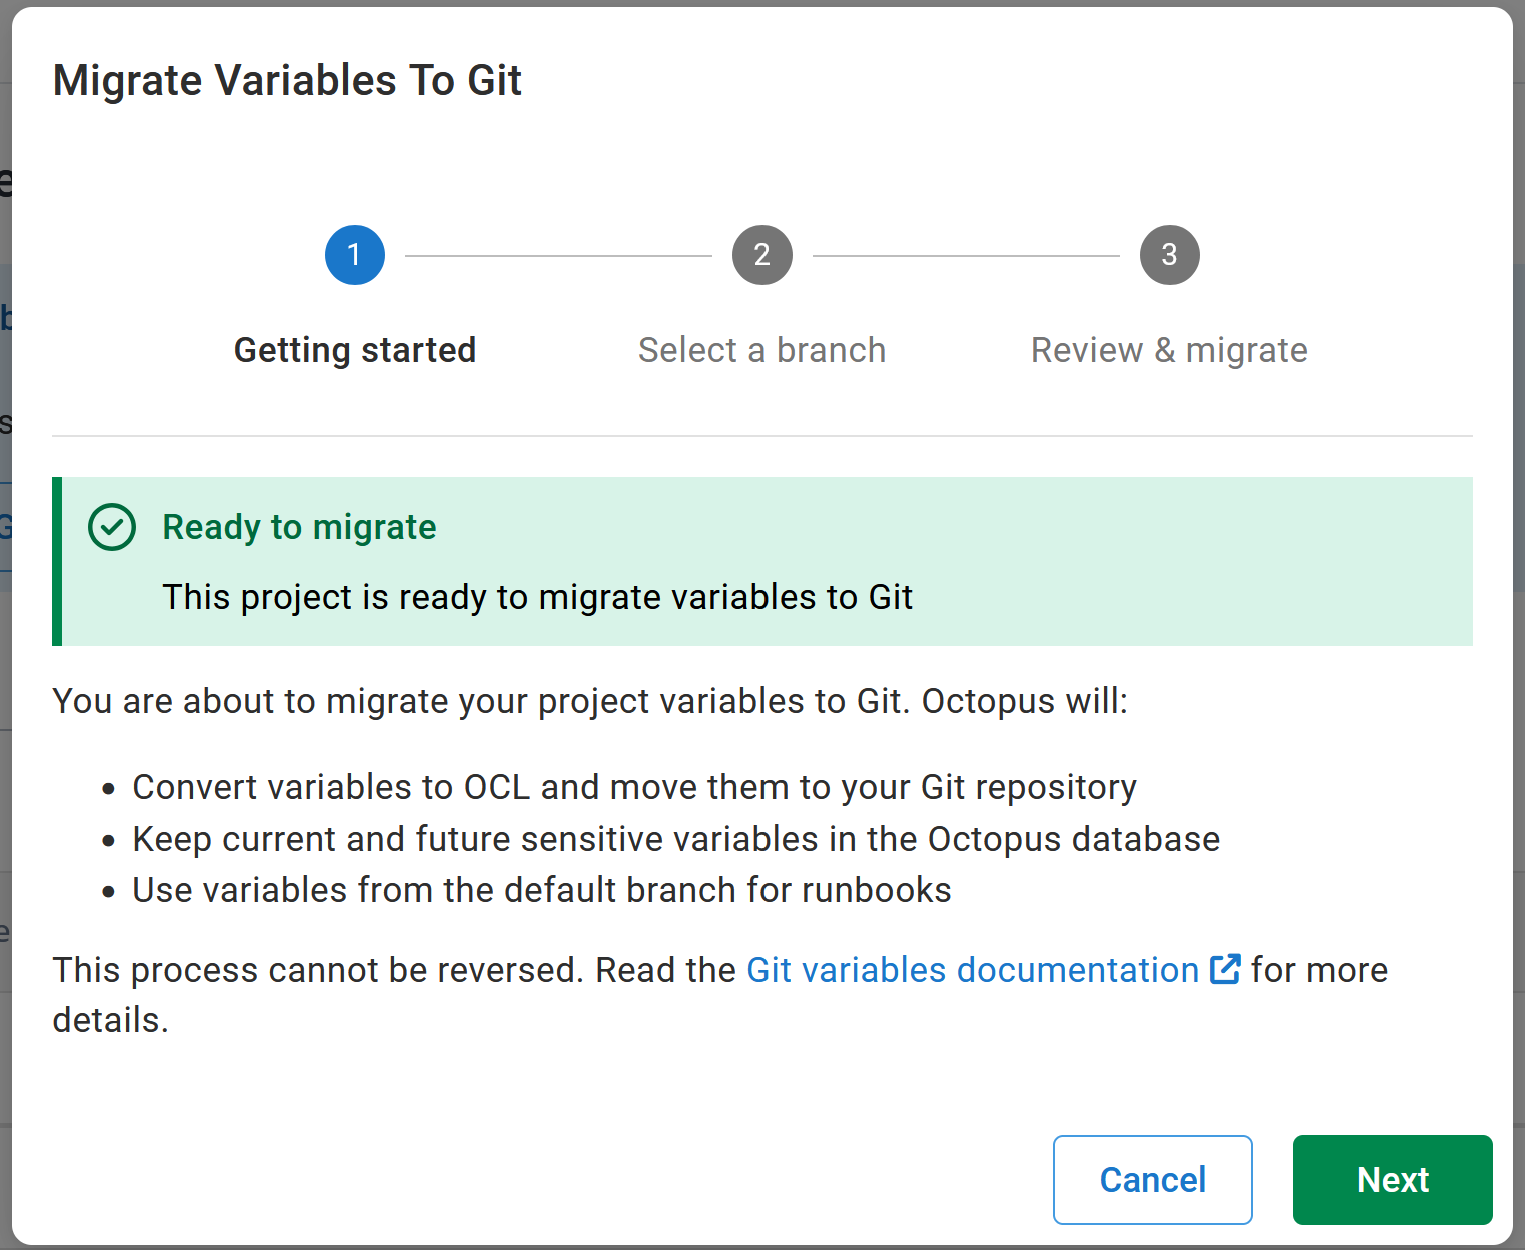 Migrate Variables To Git
1
2
3
Getting started
Select a branch
Review & migrate
Ready to migrate
This project is ready to migrate variables to Git
You are about to migrate your project variables to Git. Octopus will:
Convert variables to OCL and move them to your Git repository
Keep current and future sensitive variables in the Octopus database
Use variables from the default branch for runbooks
This process cannot be reversed. Read the Git variables documentation for more
details.
Cancel
Next